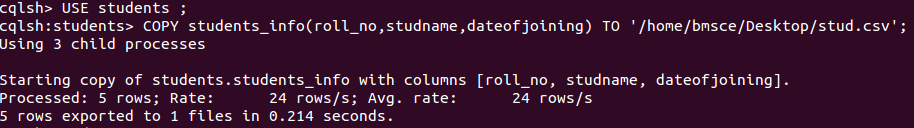 cqlsh> USE students ;
cqlsh:students> COPY students_info(roll_no,studname,dateofjoining) TO '/home/bmsce/Desktop/stud.csv';
Using 3 child processes
Starting copy of students.students_info with columns [roll_no, studname, dateofjoining].
Processed: 5 rows; Rate:      24 rows/s; Avg. rate:      24 rows/s
5 rows exported to 1 files in 0.214 seconds.